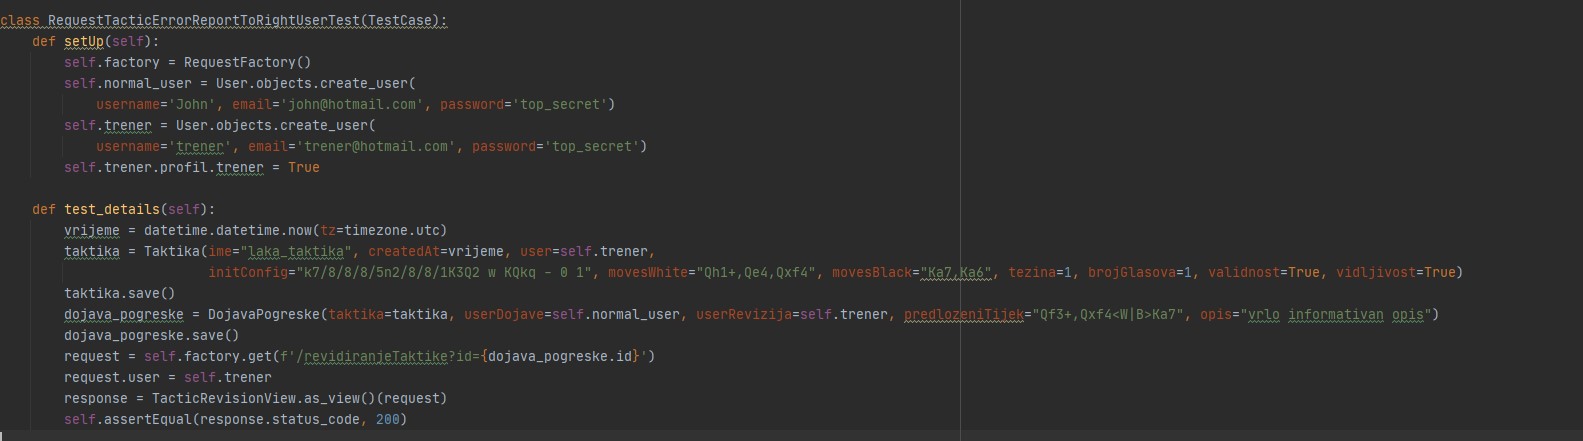 class RequestTacticErrorReportToRightUserTest(TestCase):
    def setUp(self):
        self.factory = RequestFactory()
        self.normal_user = User.objects.create_user(
            username='John', email='john@hotmail.com', password='top_secret')
        self.trener = User.objects.create_user(
            username='trener', email='trener@hotmail.com', password='top_secret')
        self.trener.profil.trener = True

    def test_details(self):
        vrijeme = datetime.datetime.now(tz=timezone.utc)
        taktika = Taktika(ime="laka_taktika", createdAt=vrijeme, user=self.trener,
                          initConfig="k7/8/8/8/5n2/8/8/1K3Q2 w KQkq - 0 1", movesWhite="Qh1+,Qe4,Qxf4", movesBlack="Ka7,Ka6", tezina=1, brojGlasova=1, validnost=True, vidljivost=True)
        taktika.save()
        dojava_pogreske = DojavaPogreske(taktika=taktika, userDojave=self.normal_user, userRevizija=self.trener, predlozeniTijek="Qf3+,Qxf4<W|B>Ka7", opis="vrlo informativan opis")
        dojava_pogreske.save()
        request = self.factory.get(f'/revidiranjeTaktike?id={dojava_pogreske.id}')
        request.user = self.trener
        response = TacticRevisionView.as_view()(request)
        self.assertEqual(response.status_code, 200)